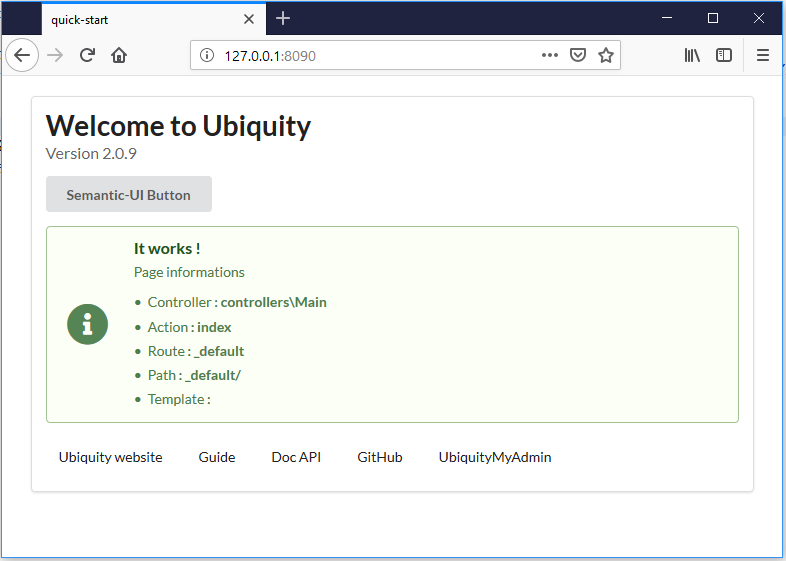 quick-start
127.0.0.1:8090
Welcome to Ubiquity
Version 2.0.9
Semantic-UI Button
It works !
Page informations
• Controller : controllers\Main
• Action : index
• Route : _default
• Path : _default/
• Template :
Ubiquity website Guide Doc API GitHub UbiquityMyAdmin